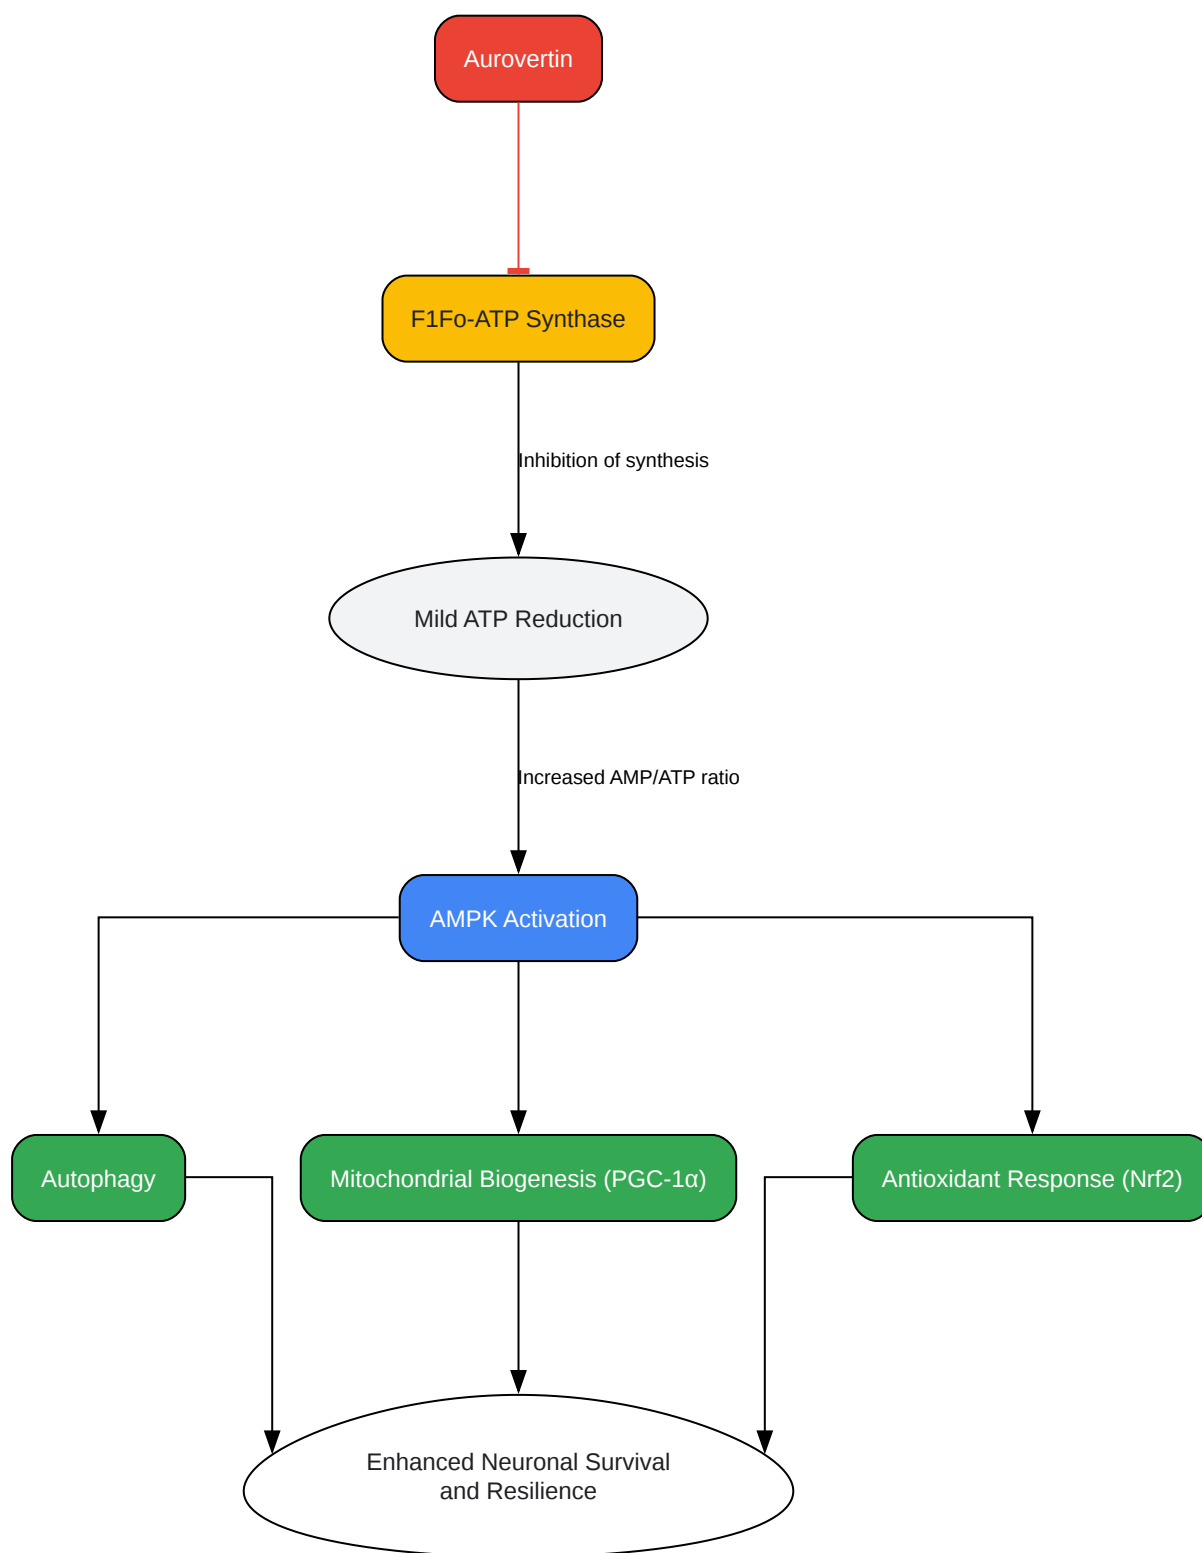 Aurovertin
F1Fo-ATP Synthase
Inhibition of synthesis
Mild ATP Reduction
Increased AMP/ATP ratio
AMPK Activation
Autophagy
Mitochondrial Biogenesis (PGC-1α)
Antioxidant Response (Nrf2)
Enhanced Neuronal Survival
and Resilience